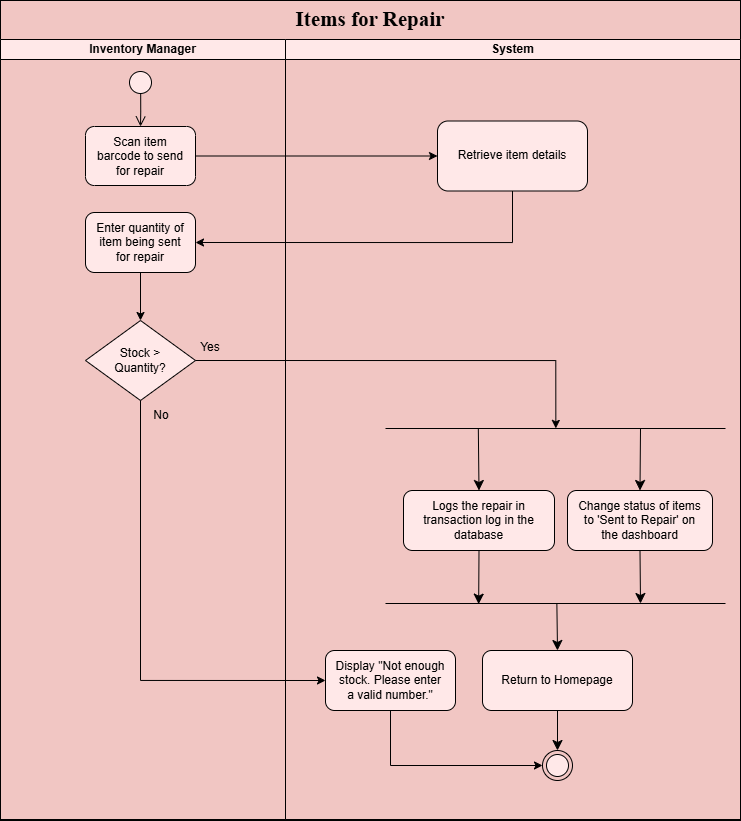 Items for Repair
Inventory Manager
System
Scan item
barcode to send
for repair
Retrieve item details
Enter quantity of
item being sent
for repair
Stock >
Quantity?
Yes
No
Logs the repair in
transaction log in the
database
Change status of items
to 'Sent to Repair' on
the dashboard
Display "Not enough
stock. Please enter
a valid number."
Return to Homepage